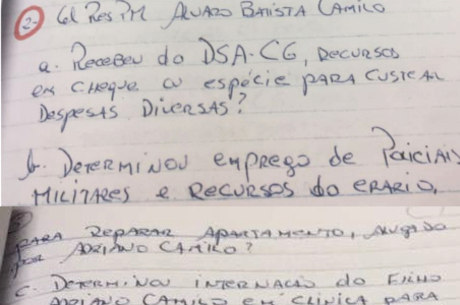 2) Cel Res PM ALVARO BATISTA CAMILO
a. RECEBEU do DSA-CG, RECURSOS
em CHEQUE OU espécie PARA CUSTEAR
DESPESAS DIVERSAS?
b. DETERMINOU EMPREGO de POLICIAIS
MILITARES e RECURSOS do ERARIO,
PARA REPARAR APARTAMENTO, ALUGADO
POR ADRIANO CAMILO?
c. DETERMINOU INTERNAÇÃO do FILHO
ADRIANO CAMILO EM CLÍNICA PARA